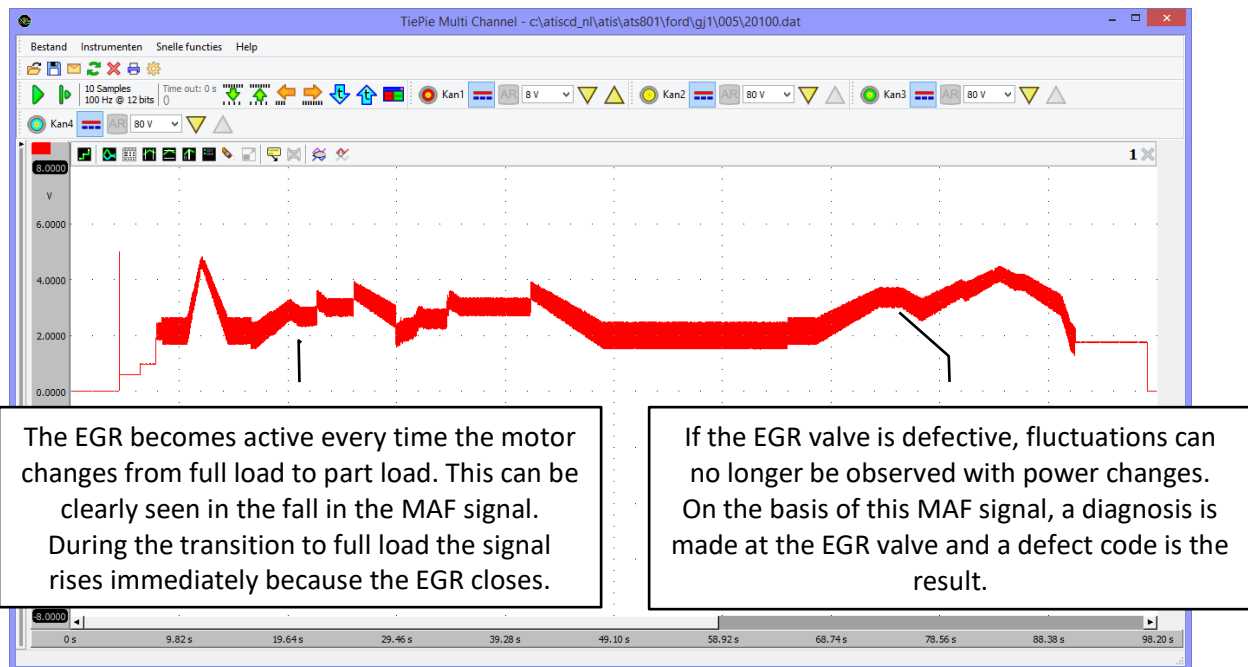 TiePie Multi Channel - c:\atiscd_nl\atis\ats801\ford\gj1\005\20100.dat
Bestand Instrumenten Snelle functies Help
10 Samples
100 Hz @ 12 bits
Time out: 0 s
0
Kan1 AR 8 V
Kan2 AR 80 V
Kan3 AR 80 V
Kan4 AR 80 V
1
8.0000
V
6.0000
4.0000
2.0000
0.0000
The EGR becomes active every time the motor
changes from full load to part load. This can be
clearly seen in the fall in the MAF signal.
During the transition to full load the signal
rises immediately because the EGR closes.
If the EGR valve is defective, fluctuations can
no longer be observed with power changes.
On the basis of this MAF signal, a diagnosis is
made at the EGR valve and a defect code is the
result.
-8.0000
0 s 9.82 s 19.64 s 29.46 s 39.28 s 49.10 s 58.92 s 68.74 s 78.56 s 88.38 s 98.20 s